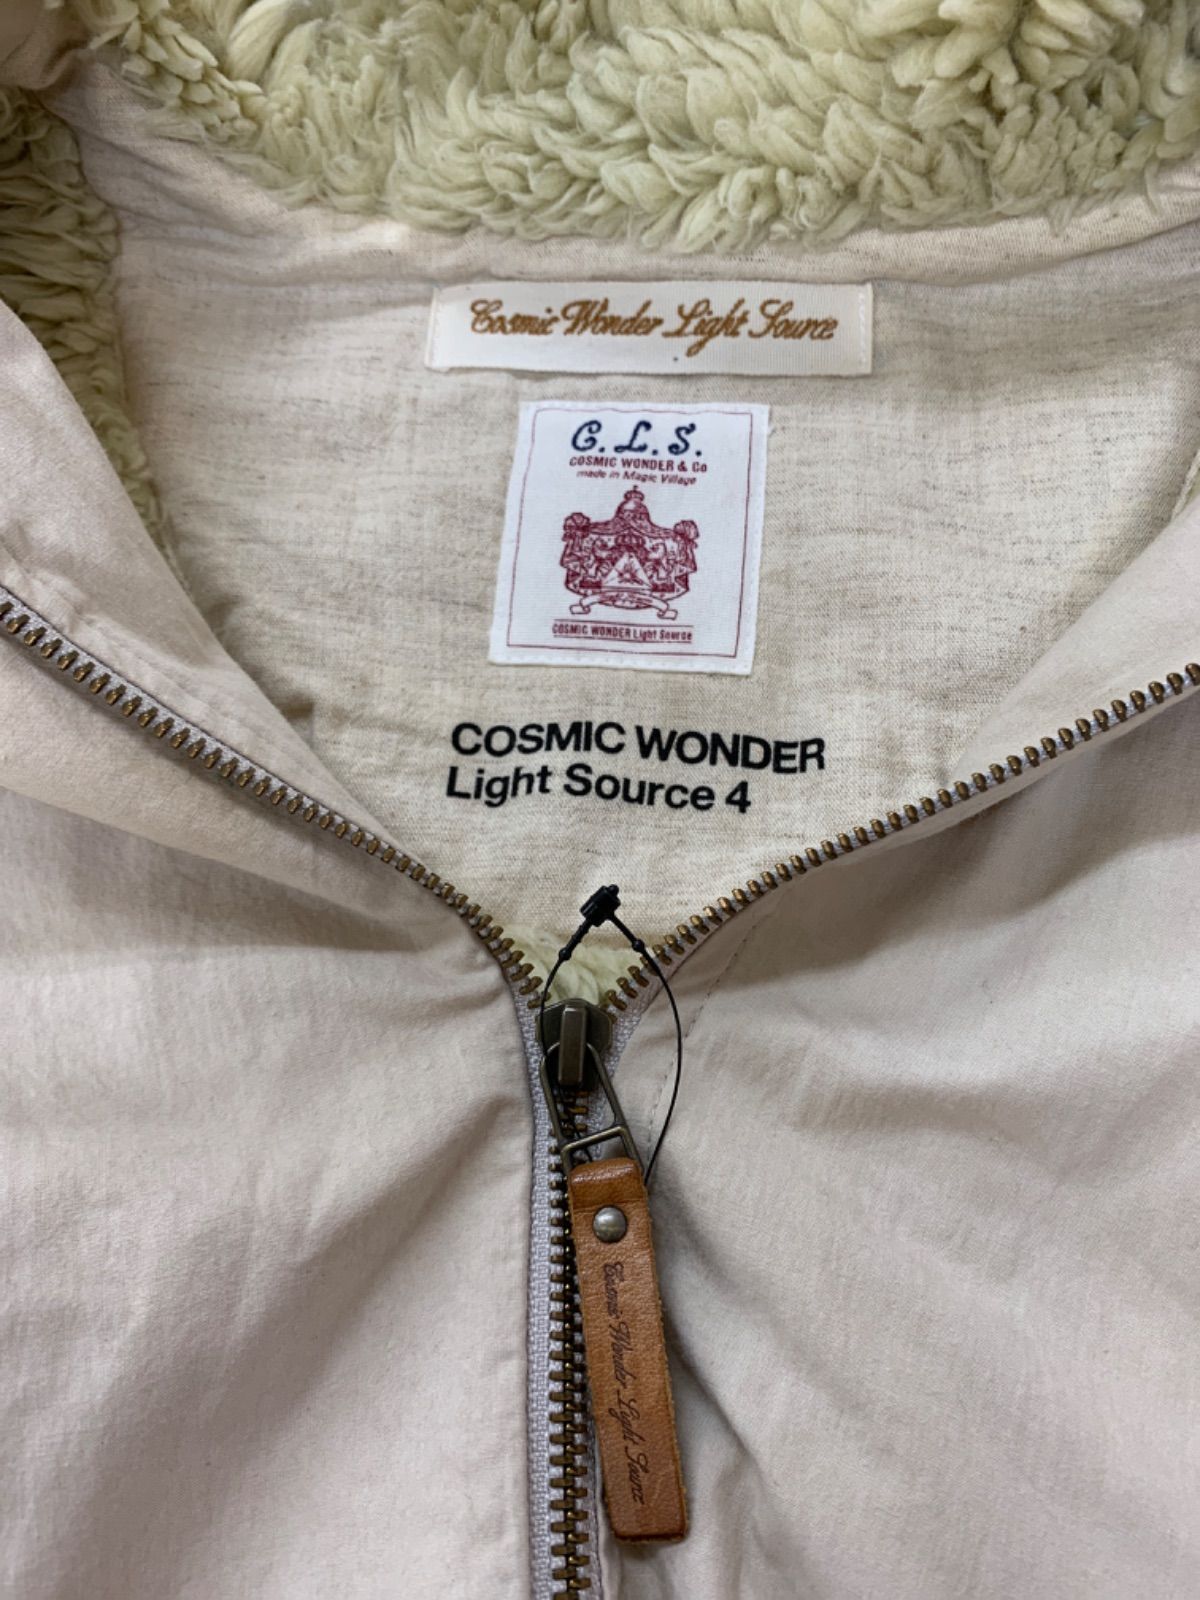 Cosmic Wonder Light Source
C.L.S.
COSMIC WONDER & Co
made in Magic Village
COSMIC WONDER Light Source
COSMIC WONDER
Light Source 4
Cosmic Wonder Light Source